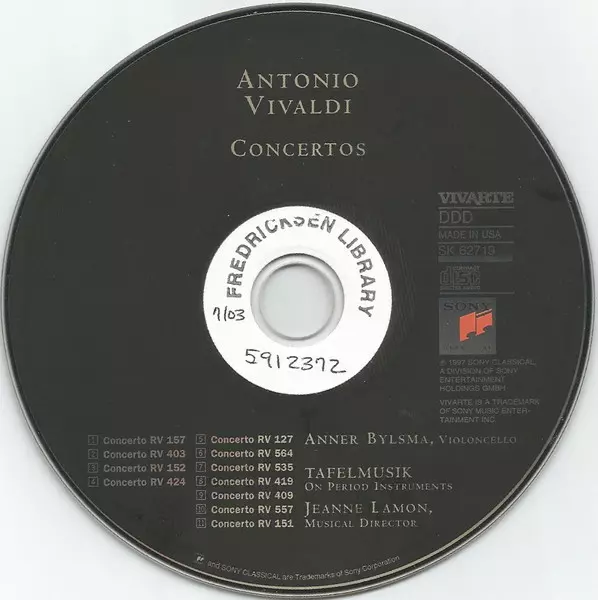 ANTONIO
VIVALDI
CONCERTOS
VIVARTE
DDD
MADE IN USA
SK 62719
COMPACT
disc
DIGITAL AUDIO
SONY
℗ 1997 SONY CLASSICAL,
A DIVISION OF SONY
ENTERTAINMENT
HOLDINGS GMBH
VIVARTE IS A TRADEMARK
OF SONY MUSIC ENTER-
TAINMENT INC.
FREDRICKSEN LIBRARY
7/03
5912372
1 Concerto RV 157
2 Concerto RV 403
3 Concerto RV 152
4 Concerto RV 424
5 Concerto RV 127
6 Concerto RV 564
7 Concerto RV 535
8 Concerto RV 419
9 Concerto RV 409
10 Concerto RV 557
11 Concerto RV 151
ANNER BYLSMA, VIOLONCELLO
TAFELMUSIK
ON PERIOD INSTRUMENTS
JEANNE LAMON,
MUSICAL DIRECTOR
and SONY CLASSICAL are Trademarks of Sony Corporation